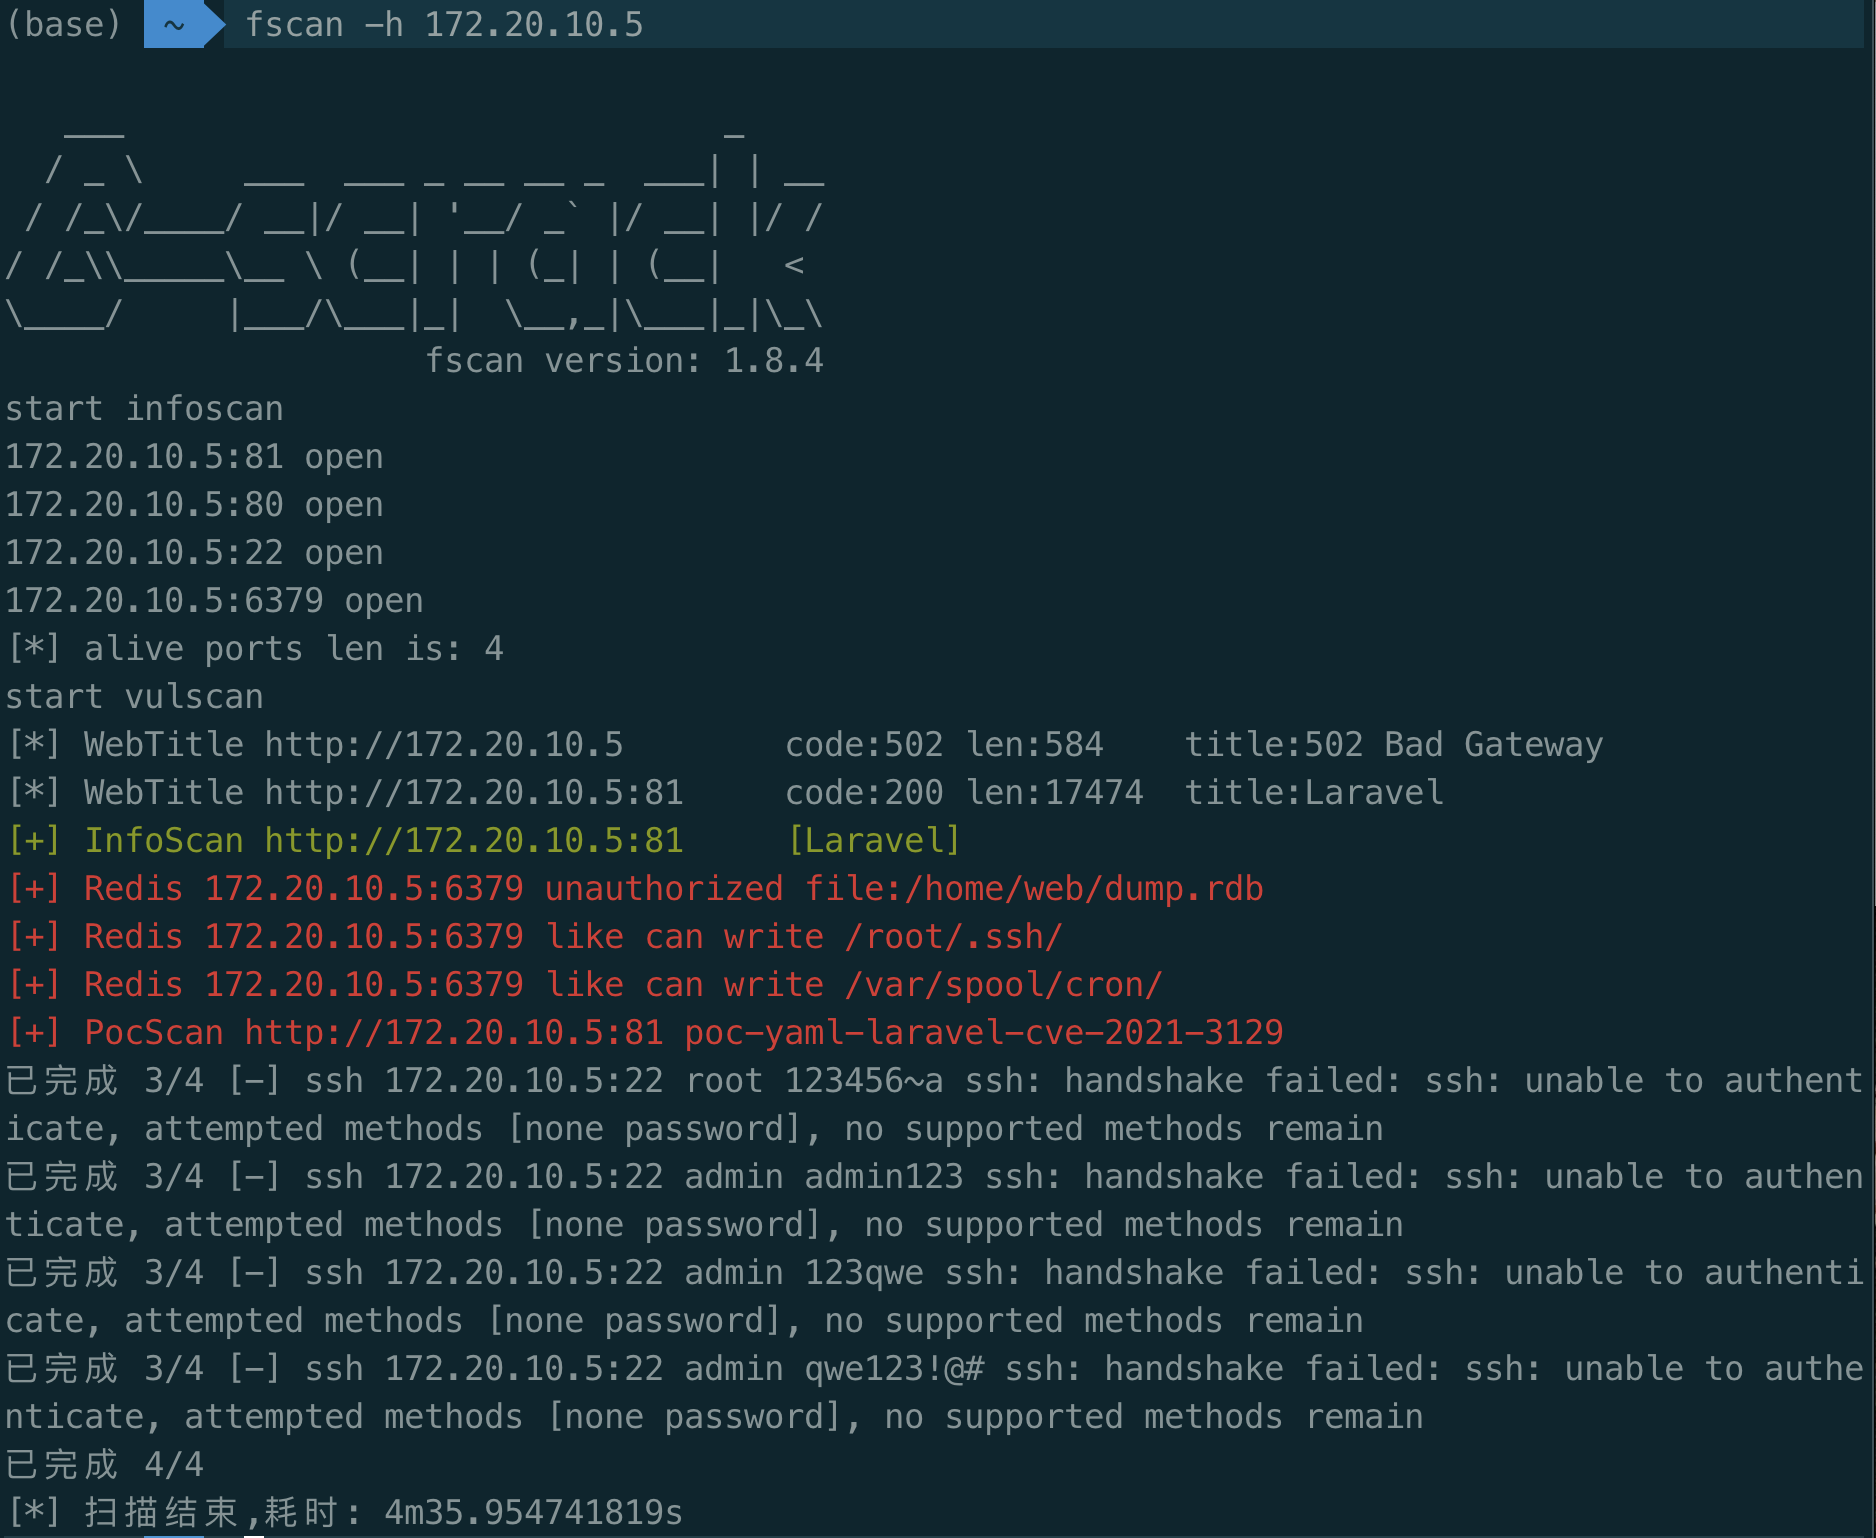 (base) ~ fscan -h 172.20.10.5
   ___                              _
  / _ \     ___  ___ _ __ __ _  ___| | __
 / /_\/____/ __|/ __| '__/ _` |/ __| |/ /
/ /_\\_____\__ \ (__| | | (_| | (__|   <
\____/     |___/\___|_|  \__,_|\___|_|\_\
                     fscan version: 1.8.4
start infoscan
172.20.10.5:81 open
172.20.10.5:80 open
172.20.10.5:22 open
172.20.10.5:6379 open
[*] alive ports len is: 4
start vulscan
[*] WebTitle http://172.20.10.5        code:502 len:584    title:502 Bad Gateway
[*] WebTitle http://172.20.10.5:81     code:200 len:17474  title:Laravel
[+] InfoScan http://172.20.10.5:81     [Laravel]
[+] Redis 172.20.10.5:6379 unauthorized file:/home/web/dump.rdb
[+] Redis 172.20.10.5:6379 like can write /root/.ssh/
[+] Redis 172.20.10.5:6379 like can write /var/spool/cron/
[+] PocScan http://172.20.10.5:81 poc-yaml-laravel-cve-2021-3129
已完成 3/4 [-] ssh 172.20.10.5:22 root 123456~a ssh: handshake failed: ssh: unable to authent
icate, attempted methods [none password], no supported methods remain
已完成 3/4 [-] ssh 172.20.10.5:22 admin admin123 ssh: handshake failed: ssh: unable to authen
ticate, attempted methods [none password], no supported methods remain
已完成 3/4 [-] ssh 172.20.10.5:22 admin 123qwe ssh: handshake failed: ssh: unable to authenti
cate, attempted methods [none password], no supported methods remain
已完成 3/4 [-] ssh 172.20.10.5:22 admin qwe123!@# ssh: handshake failed: ssh: unable to authe
nticate, attempted methods [none password], no supported methods remain
已完成 4/4
[*] 扫描结束,耗时: 4m35.954741819s